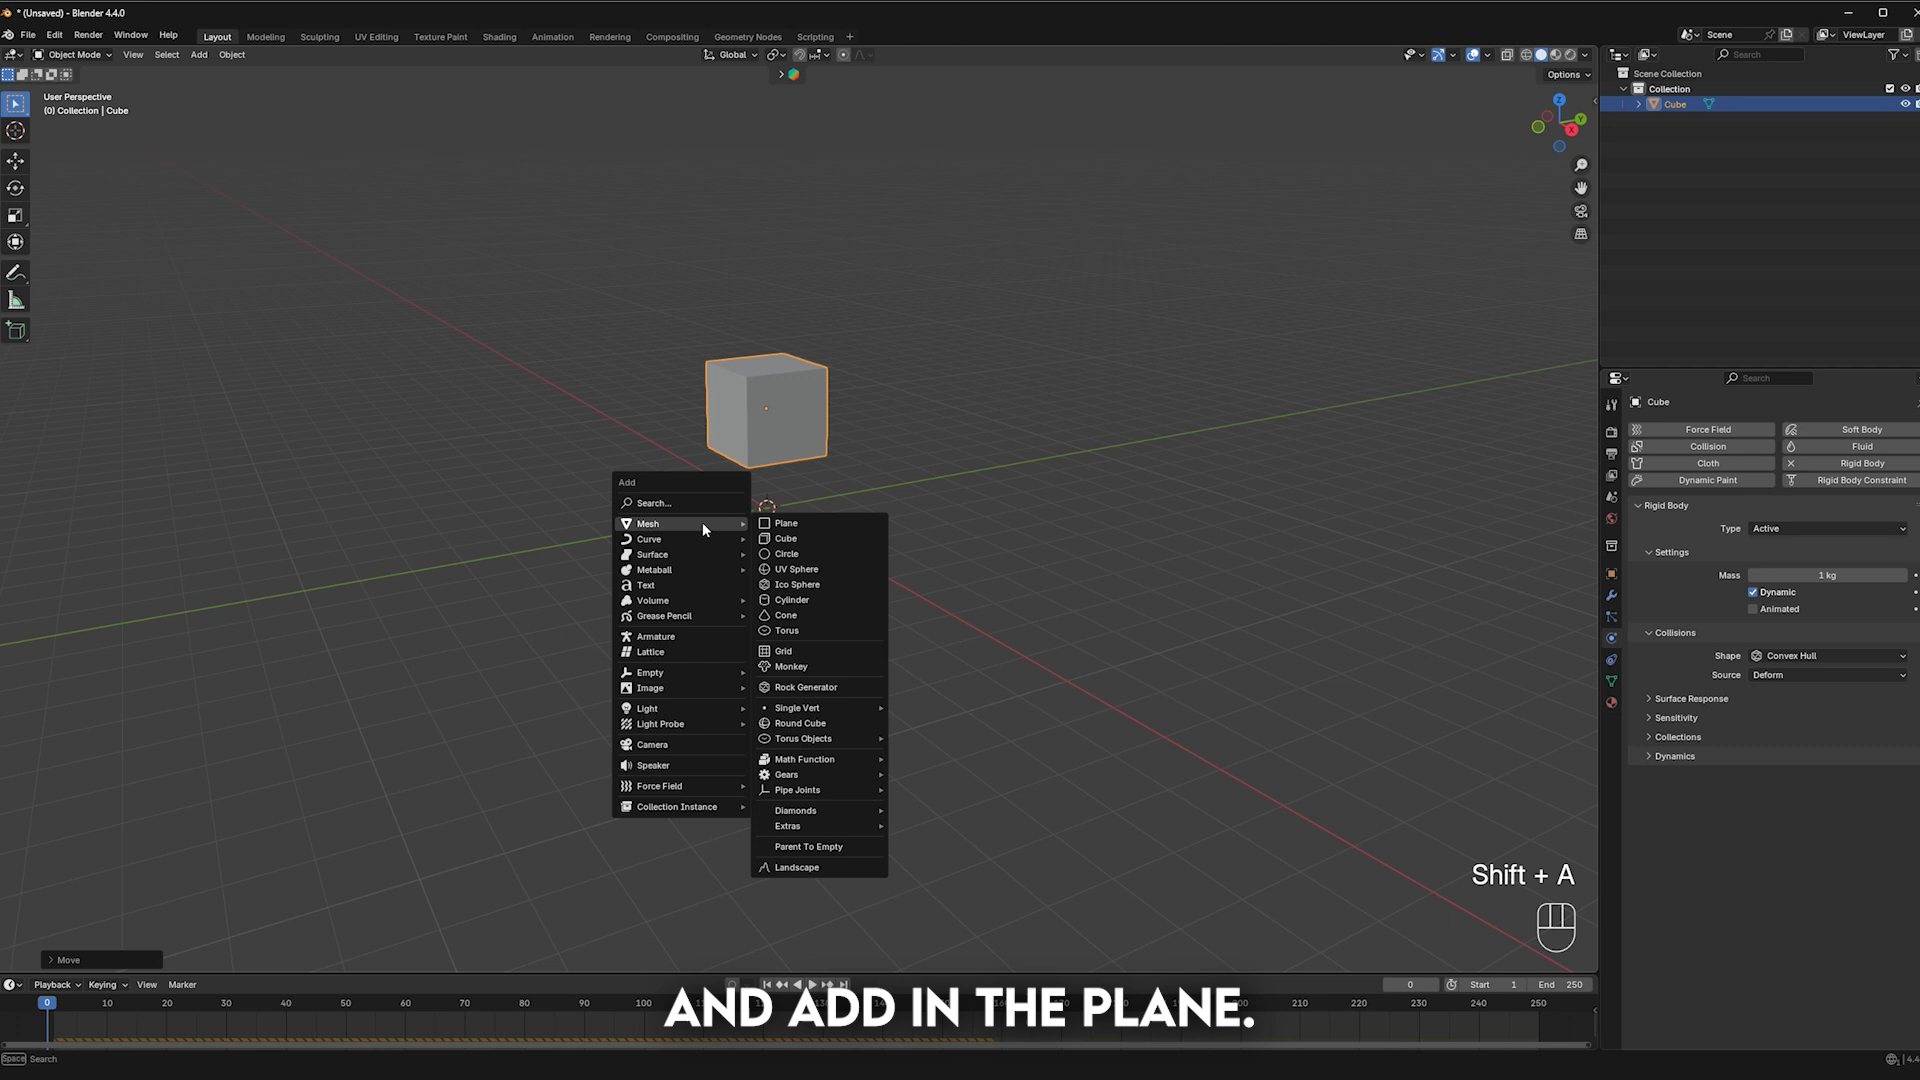 * (Unsaved) - Blender 4.4.0
File Edit Render Window Help Layout Modeling Sculpting UV Editing Texture Paint Shading Animation Rendering Compositing Geometry Nodes Scripting + Scene ViewLayer
Object Mode View Select Add Object Global Search
Options
User Perspective
(0) Collection | Cube
Z
Y
X
Scene Collection
Collection
Cube
Add
Search...
Mesh
Curve
Surface
Metaball
Text
Volume
Grease Pencil
Armature
Lattice
Empty
Image
Light
Light Probe
Camera
Speaker
Force Field
Collection Instance
Plane
Cube
Circle
UV Sphere
Ico Sphere
Cylinder
Cone
Torus
Grid
Monkey
Rock Generator
Single Vert
Round Cube
Torus Objects
Math Function
Gears
Pipe Joints
Diamonds
Extras
Parent To Empty
Landscape
Search
Cube
Force Field Soft Body
Collision Fluid
Cloth Rigid Body
Dynamic Paint Rigid Body Constraint
Rigid Body
Type Active
Settings
Mass 1 kg
Dynamic
Animated
Collisions
Shape Convex Hull
Source Deform
Surface Response
Sensitivity
Collections
Dynamics
Shift + A
Move
Playback Keying View Marker 0 Start 1 End 250
0 10 20 30 40 50 60 70 80 90 100 210 220 230 240 250
AND ADD IN THE PLANE.
Space Search 4.4